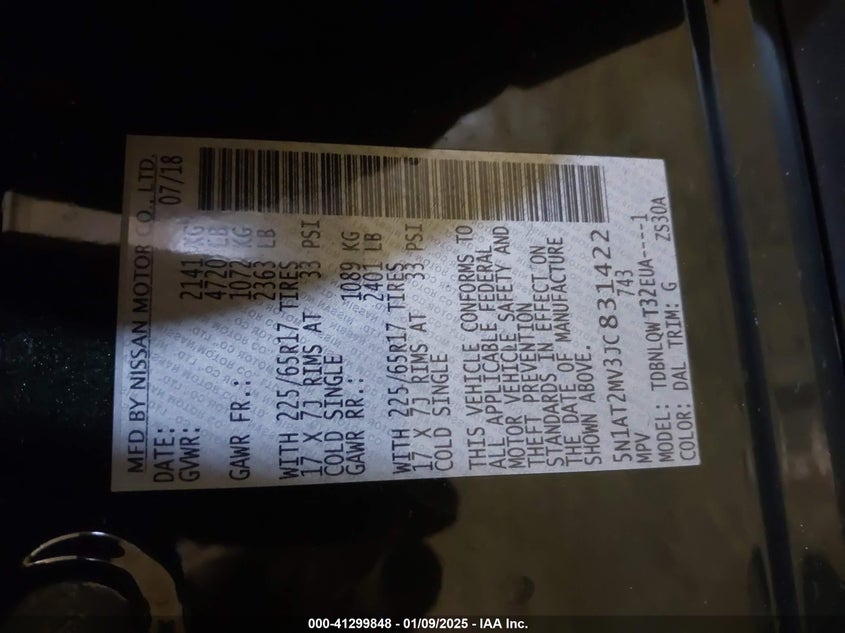 MFD BY NISSAN MOTOR CO., LTD.
DATE: 07/18
GVWR: 2141 KG
4720 LB
GAWR FR.: 1072 KG
2363 LB
WITH 225/65R17 TIRES
17 X 7J RIMS AT 33 PSI
COLD SINGLE
GAWR RR.: 1089 KG
2401 LB
WITH 225/65R17 TIRES
17 X 7J RIMS AT 33 PSI
COLD SINGLE
THIS VEHICLE CONFORMS TO
ALL APPLICABLE FEDERAL
MOTOR VEHICLE SAFETY AND
THEFT PREVENTION
STANDARDS IN EFFECT ON
THE DATE OF MANUFACTURE
SHOWN ABOVE.
5N1AT2MV3JC831422
MPV 743
MODEL: TDBNLQWT32EUA----1
COLOR: DAL TRIM: G ZS30A
000-41299848 - 01/09/2025 - IAA Inc.